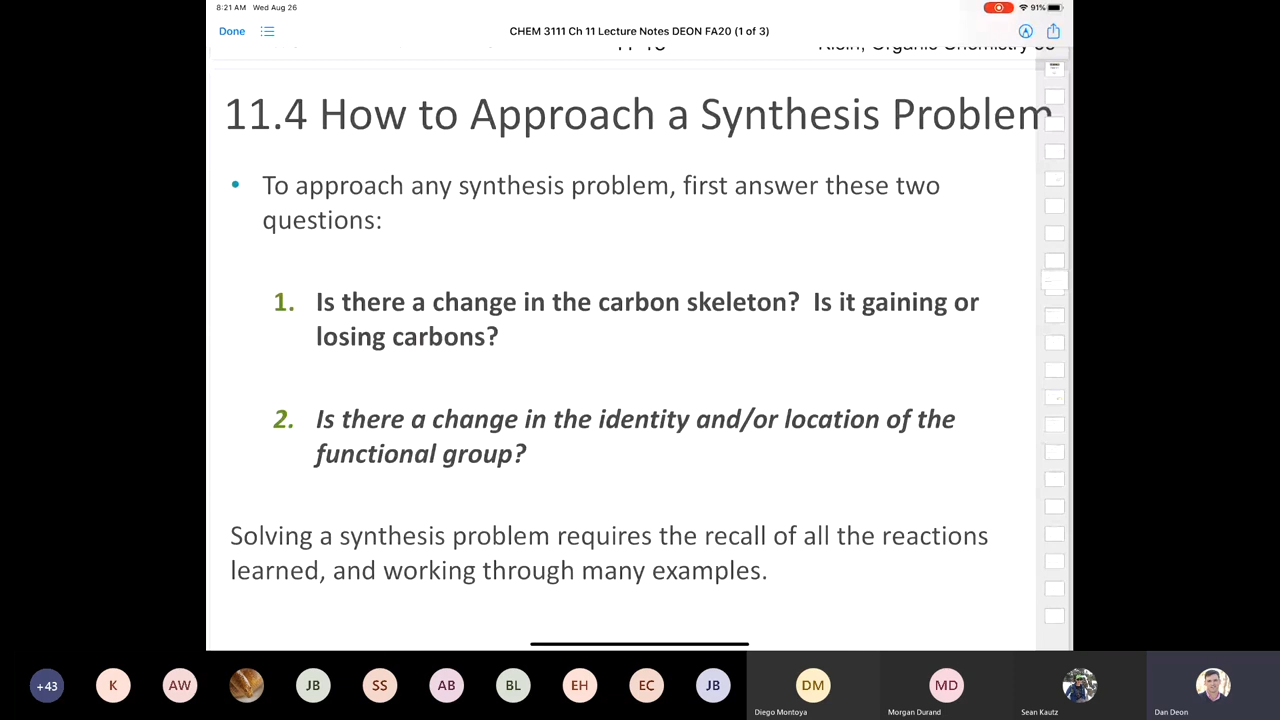 8:21 AM Wed Aug 26
91%
Done
CHEM 3111 Ch 11 Lecture Notes DEON FA20 (1 of 3)
Klein, Organic Chemistry
11.4 How to Approach a Synthesis Problem
• To approach any synthesis problem, first answer these two
questions:
1. Is there a change in the carbon skeleton? Is it gaining or
losing carbons?
2. Is there a change in the identity and/or location of the
functional group?
Solving a synthesis problem requires the recall of all the reactions
learned, and working through many examples.
+43 K AW JB SS AB BL EH EC JB DM MD
Diego Montoya Morgan Durand Sean Kautz Dan Deon